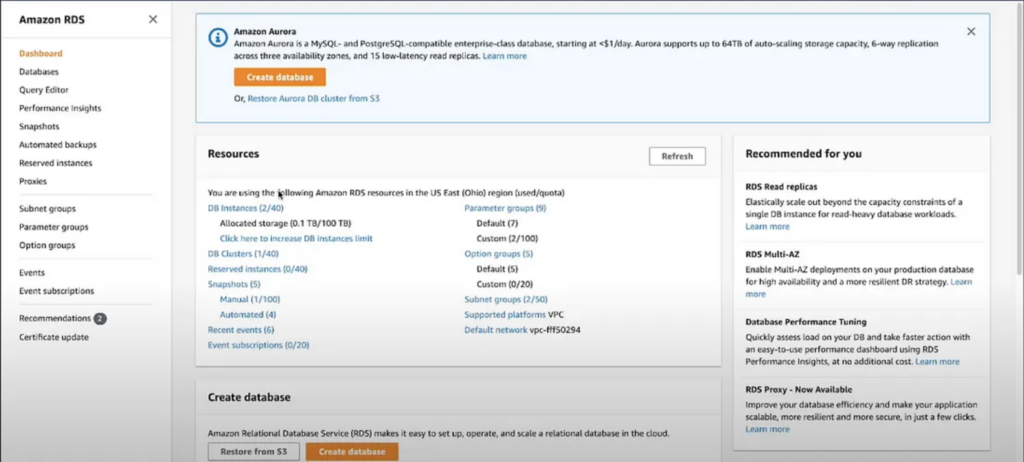 Amazon RDS
Dashboard
Databases
Query Editor
Performance Insights
Snapshots
Automated backups
Reserved instances
Proxies
Subnet groups
Parameter groups
Option groups
Events
Event subscriptions
Recommendations 2
Certificate update
Amazon Aurora
Amazon Aurora is a MySQL- and PostgreSQL-compatible enterprise-class database, starting at <$1/day. Aurora supports up to 64TB of auto-scaling storage capacity, 6-way replication
across three availability zones, and 15 low-latency read replicas. Learn more
Create database
Or, Restore Aurora DB cluster from S3
Resources
Refresh
You are using the following Amazon RDS resources in the US East (Ohio) region (used/quota)
DB Instances (2/40)
Allocated storage (0.1 TB/100 TB)
Click here to increase DB instances limit
DB Clusters (1/40)
Reserved instances (0/40)
Snapshots (5)
Manual (1/100)
Automated (4)
Recent events (6)
Event subscriptions (0/20)
Parameter groups (9)
Default (7)
Custom (2/100)
Option groups (5)
Default (5)
Custom (0/20)
Subnet groups (2/50)
Supported platforms VPC
Default network vpc-fff50294
Create database
Amazon Relational Database Service (RDS) makes it easy to set up, operate, and scale a relational database in the cloud.
Restore from S3
Create database
Recommended for you
RDS Read replicas
Elastically scale out beyond the capacity constraints of a
single DB instance for read-heavy database workloads.
Learn more
RDS Multi-AZ
Enable Multi-AZ deployments on your production database
for high availability and a more resilient DR strategy. Learn
more
Database Performance Tuning
Quickly assess load on your DB and take faster action with
an easy-to-use performance dashboard using RDS
Performance Insights, at no additional cost. Learn more
RDS Proxy - Now Available
Improve your database efficiency and make your application
scalable, more resilient and more secure, in just a few clicks.
Learn more